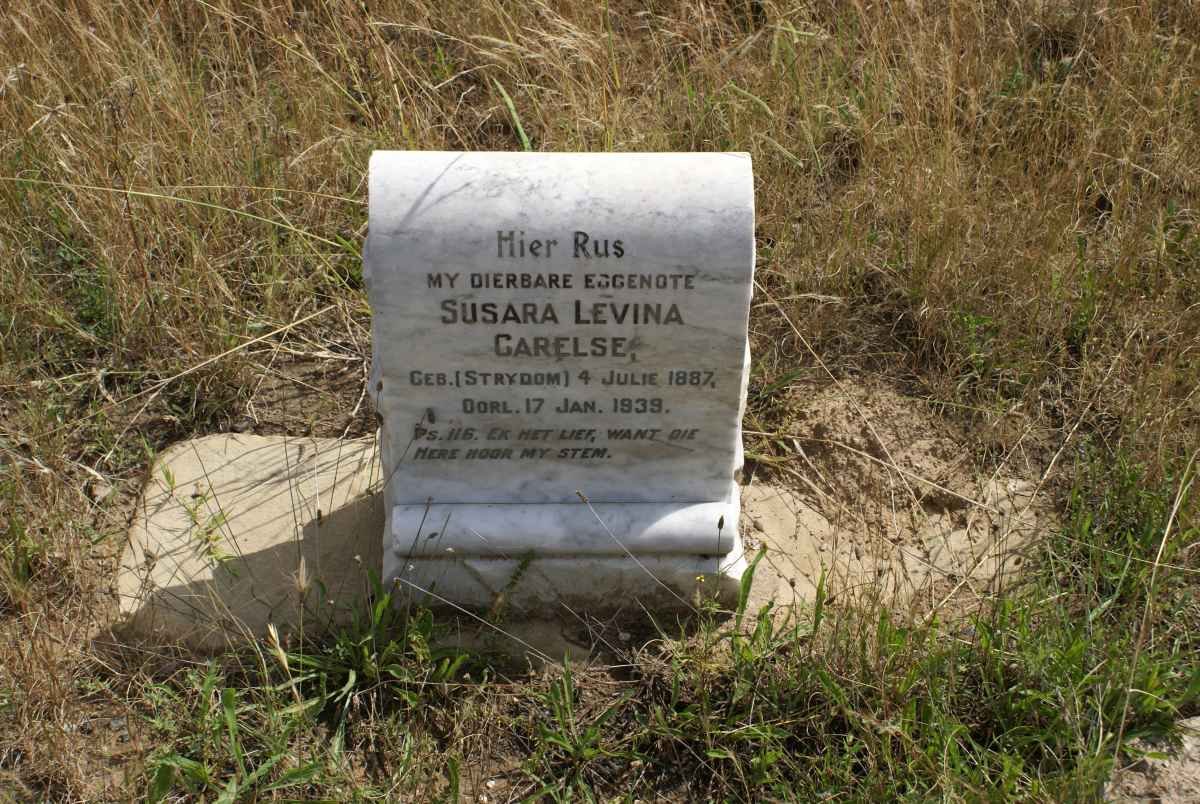 Hier Rus
MY DIERBARE EGGENOTE
SUSARA LEVINA
CARELSE,
GEB. (STRYDOM) 4 JULIE 1887,
OORL. 17 JAN. 1939.
PS. 116. EK HET LIEF, WANT DIE
HERE HOOR MY STEM.